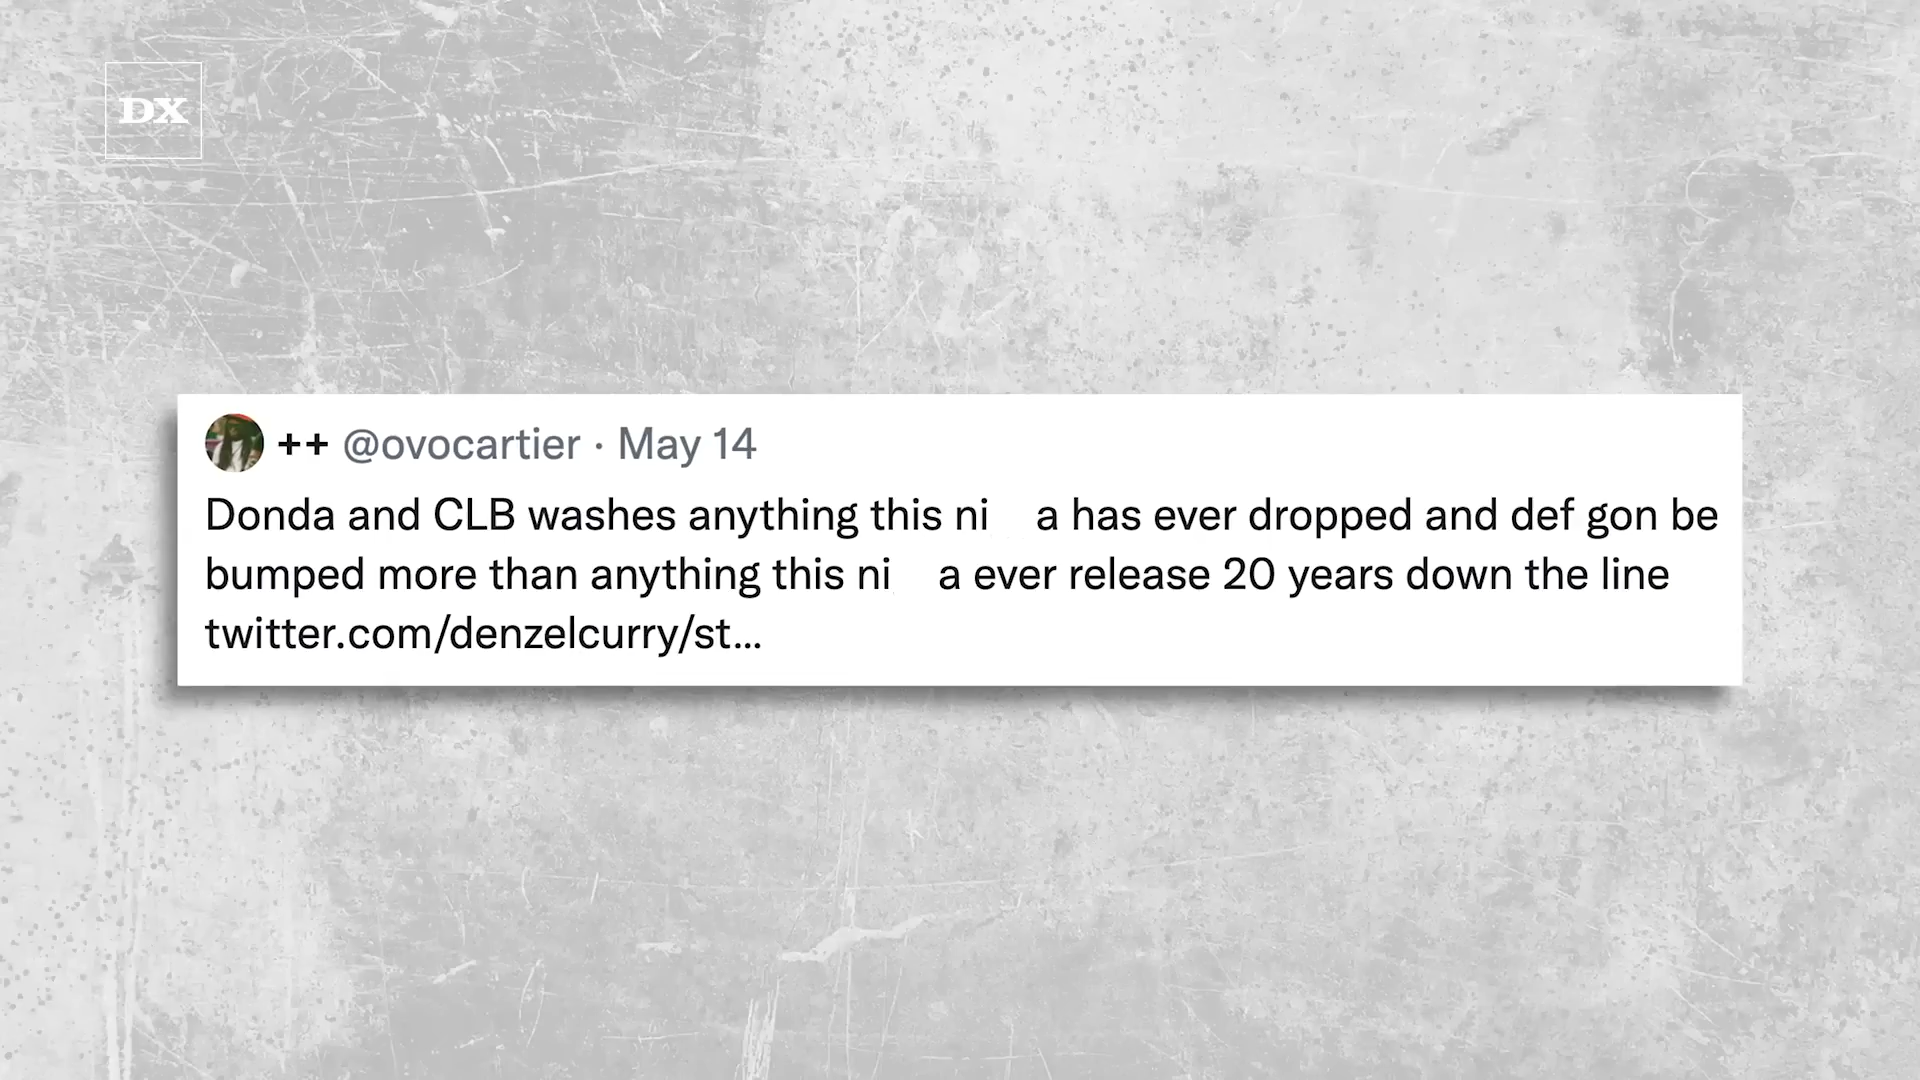 DX
++ @ovocartier · May 14
Donda and CLB washes anything this ni a has ever dropped and def gon be
bumped more than anything this ni a ever release 20 years down the line
twitter.com/denzelcurry/st...